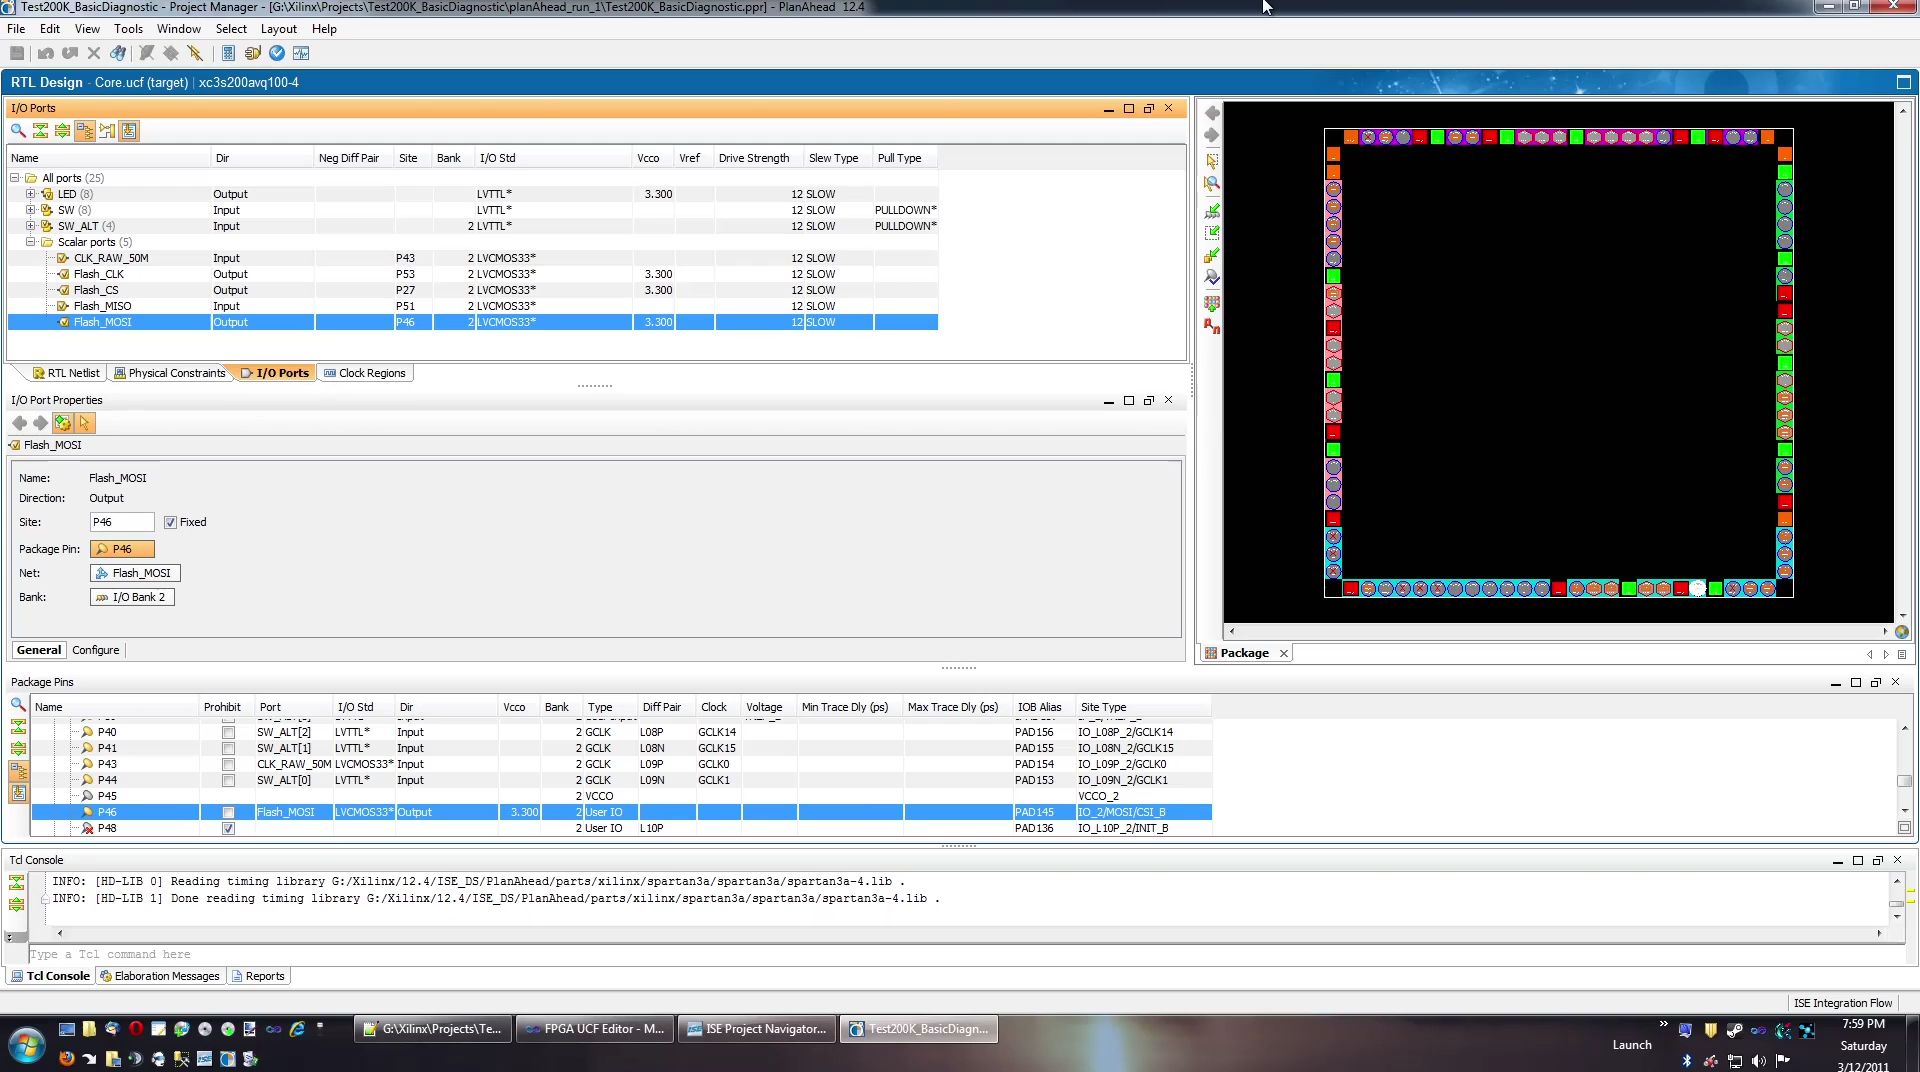 Test200K_BasicDiagnostic - Project Manager - [G:\Xilinx\Projects\Test200K_BasicDiagnostic\planAhead_run_1\Test200K_BasicDiagnostic.ppr] - PlanAhead 12.4
File Edit View Tools Window Select Layout Help
RTL Design - Core.ucf (target) | xc3s200avq100-4
I/O Ports
Name Dir Neg Diff Pair Site Bank I/O Std Vcco Vref Drive Strength Slew Type Pull Type
All ports (25)
LED (8) Output LVTTL* 3.300 12 SLOW
SW (8) Input LVTTL* 12 SLOW PULLDOWN*
SW_ALT (4) Input 2 LVTTL* 12 SLOW PULLDOWN*
Scalar ports (5)
CLK_RAW_50M Input P43 2 LVCMOS33* 12 SLOW
Flash_CLK Output P53 2 LVCMOS33* 3.300 12 SLOW
Flash_CS Output P27 2 LVCMOS33* 3.300 12 SLOW
Flash_MISO Input P51 2 LVCMOS33* 12 SLOW
Flash_MOSI Output P46 2 LVCMOS33* 3.300 12 SLOW
RTL Netlist Physical Constraints I/O Ports Clock Regions
I/O Port Properties
Flash_MOSI
Name: Flash_MOSI
Direction: Output
Site: P46 Fixed
Package Pin: P46
Net: Flash_MOSI
Bank: I/O Bank 2
General Configure
Package
Package Pins
Name Prohibit Port I/O Std Dir Vcco Bank Type Diff Pair Clock Voltage Min Trace Dly (ps) Max Trace Dly (ps) IOB Alias Site Type
P40 SW_ALT[2] LVTTL* Input 2 GCLK L08P GCLK14 PAD156 IO_L08P_2/GCLK14
P41 SW_ALT[1] LVTTL* Input 2 GCLK L08N GCLK15 PAD155 IO_L08N_2/GCLK15
P43 CLK_RAW_50M LVCMOS33* Input 2 GCLK L09P GCLK0 PAD154 IO_L09P_2/GCLK0
P44 SW_ALT[0] LVTTL* Input 2 GCLK L09N GCLK1 PAD153 IO_L09N_2/GCLK1
P45 2 VCCO VCCO_2
P46 Flash_MOSI LVCMOS33* Output 3.300 2 User IO PAD145 IO_2/MOSI/CSI_B
P48 2 User IO L10P PAD136 IO_L10P_2/INIT_B
Tcl Console
INFO: [HD-LIB 0] Reading timing library G:/Xilinx/12.4/ISE_DS/PlanAhead/parts/xilinx/spartan3a/spartan3a/spartan3a-4.lib .
INFO: [HD-LIB 1] Done reading timing library G:/Xilinx/12.4/ISE_DS/PlanAhead/parts/xilinx/spartan3a/spartan3a/spartan3a-4.lib .
Type a Tcl command here
Tcl Console Elaboration Messages Reports
ISE Integration Flow
G:\Xilinx\Projects\Te... FPGA UCF Editor - M... ISE Project Navigator... Test200K_BasicDiagn...
Launch
7:59 PM
Saturday
3/12/2011